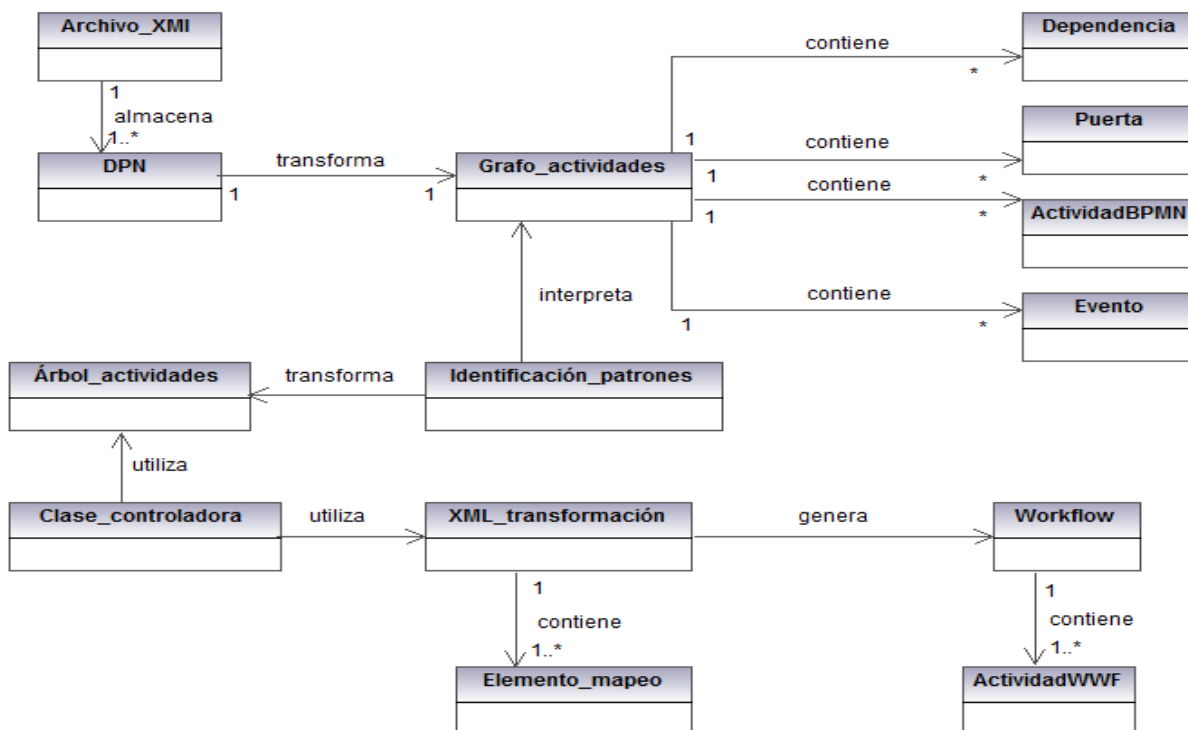 Archivo_XMI
1
almacena
1..*
DPN
transforma
1
1
Grafo_actividades
contiene
1
*
Dependencia
contiene
1
*
Puerta
contiene
1
*
ActividadBPMN
contiene
1
*
Evento
interpreta
Árbol_actividades
transforma
Identificación_patrones
utiliza
Clase_controladora
utiliza
XML_transformación
genera
Workflow
1
contiene
1..*
Elemento_mapeo
1
contiene
1..*
ActividadWWF